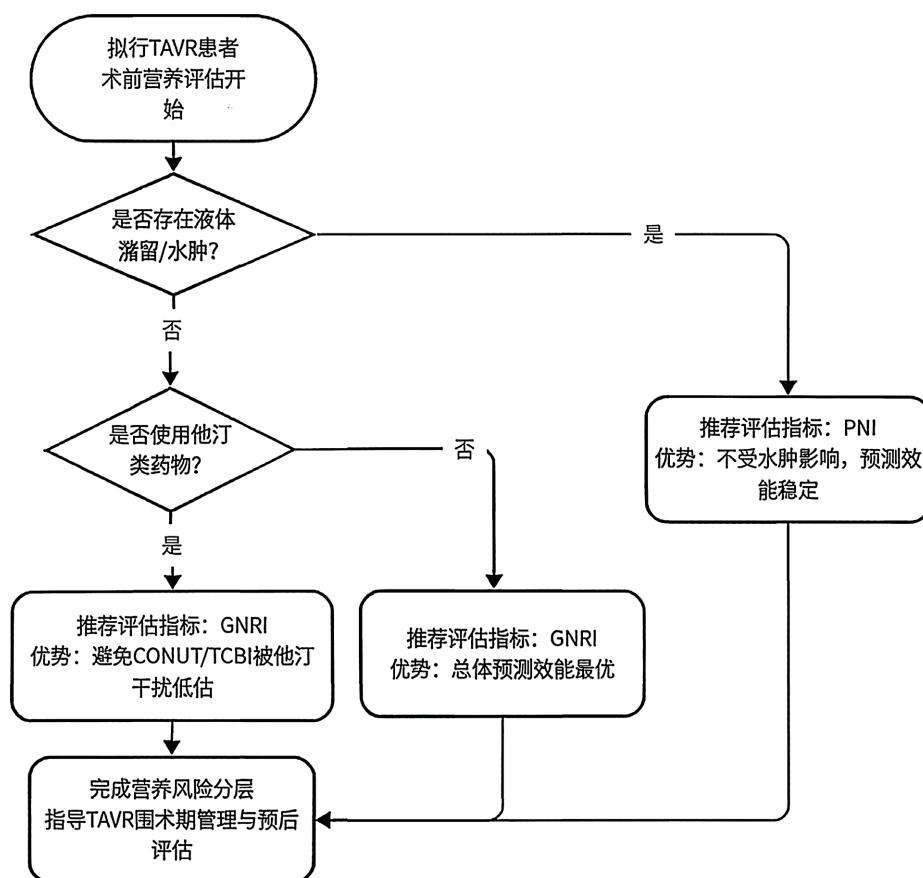 拟行TAVR患者
术前营养评估开
始
是否存在液体
潴留/水肿？
是
否
是否使用他汀
类药物？
否
是
推荐评估指标：PNI
优势：不受水肿影响，预测效
能稳定
推荐评估指标：GNRI
优势：避免CONUT/TCBI被他汀
干扰低估
推荐评估指标：GNRI
优势：总体预测效能最优
完成营养风险分层
指导TAVR围术期管理与预后
评估